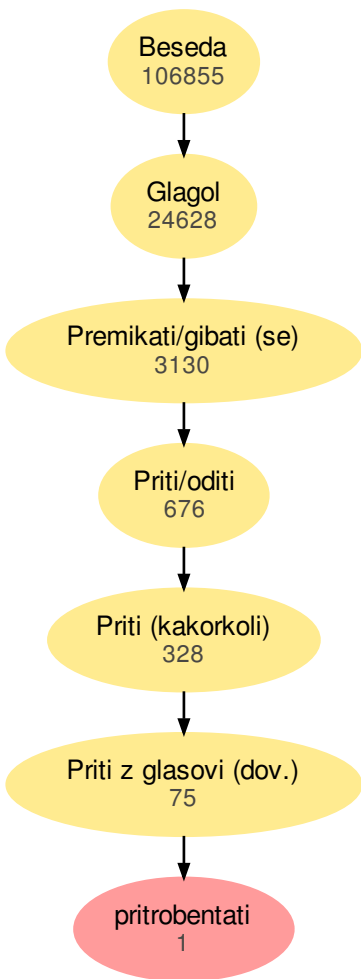 Beseda
106855
Glagol
24628
Premikati/gibati (se)
3130
Priti/oditi
676
Priti (kakorkoli)
328
Priti z glasovi (dov.)
75
pritrobentati
1